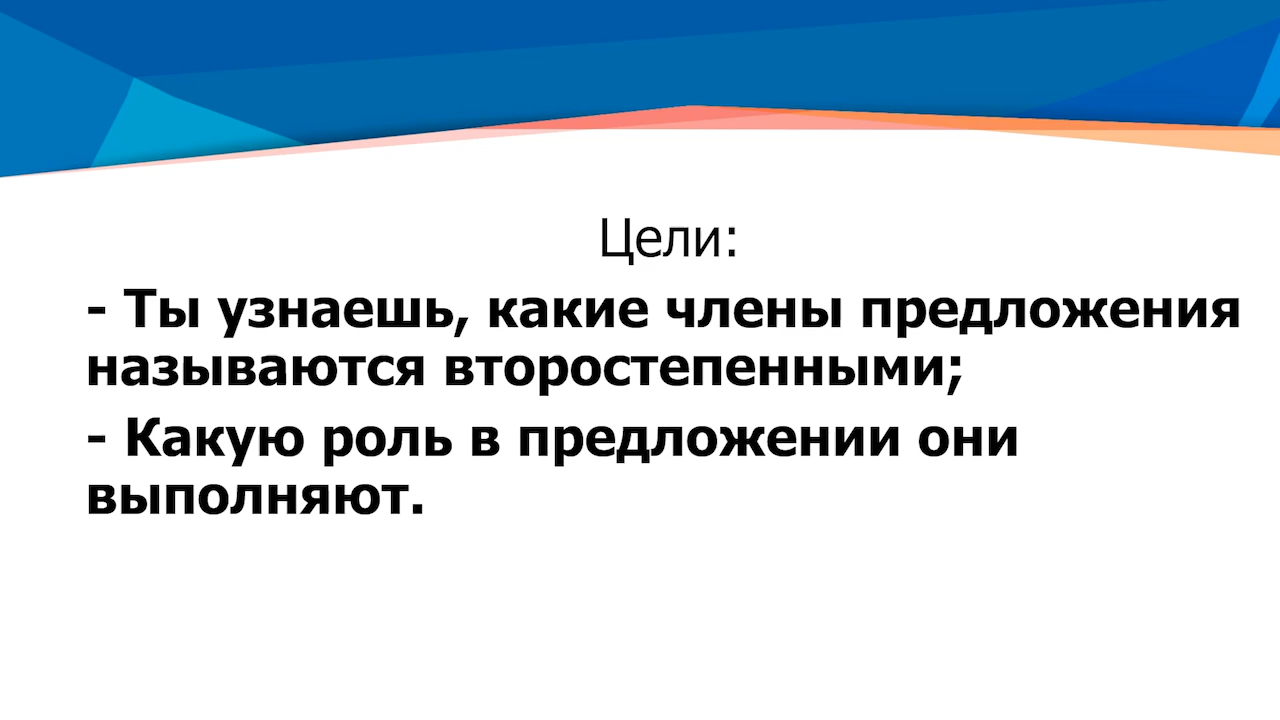 Цели:
- Ты узнаешь, какие члены предложения
называются второстепенными;
- Какую роль в предложении они
выполняют.